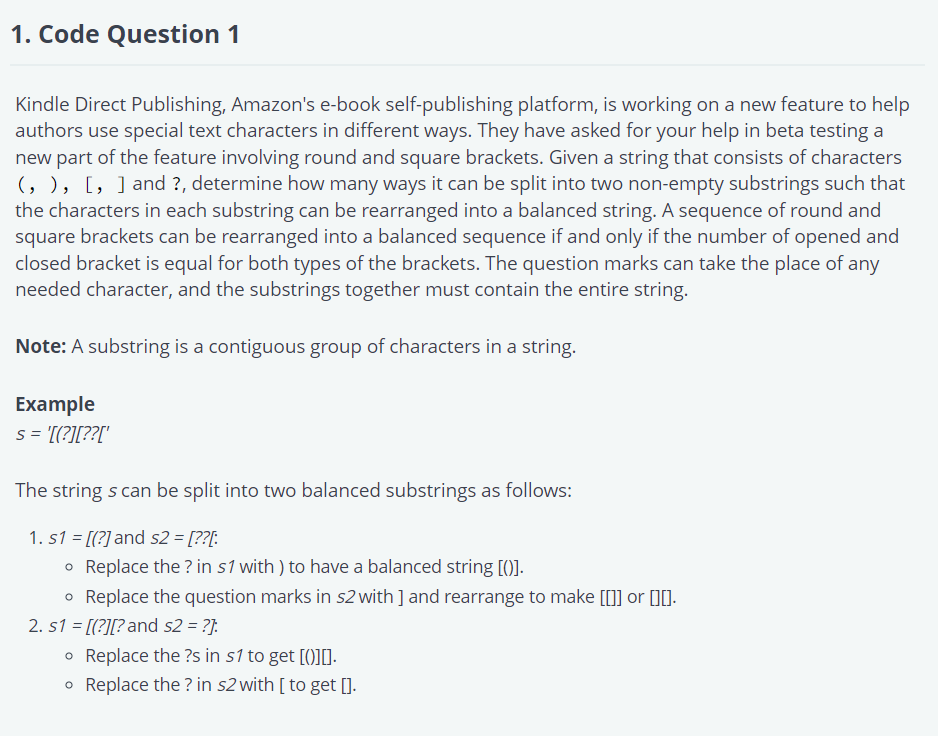 1. Code Question 1
Kindle Direct Publishing, Amazon's e-book self-publishing platform, is working on a new feature to help
authors use special text characters in different ways. They have asked for your help in beta testing a
new part of the feature involving round and square brackets. Given a string that consists of characters
(, ), [, ] and ?, determine how many ways it can be split into two non-empty substrings such that
the characters in each substring can be rearranged into a balanced string. A sequence of round and
square brackets can be rearranged into a balanced sequence if and only if the number of opened and
closed bracket is equal for both types of the brackets. The question marks can take the place of any
needed character, and the substrings together must contain the entire string.
Note: A substring is a contiguous group of characters in a string.
Example
s = '[(?][??['
The string s can be split into two balanced substrings as follows:
1. s1 = [(?] and s2 = [??[:
○ Replace the ? in s1 with ) to have a balanced string [()].
○ Replace the question marks in s2 with ] and rearrange to make [[]] or [][].
2. s1 = [(?][? and s2 = ?]:
○ Replace the ?s in s1 to get [()][].
○ Replace the ? in s2 with [ to get [].